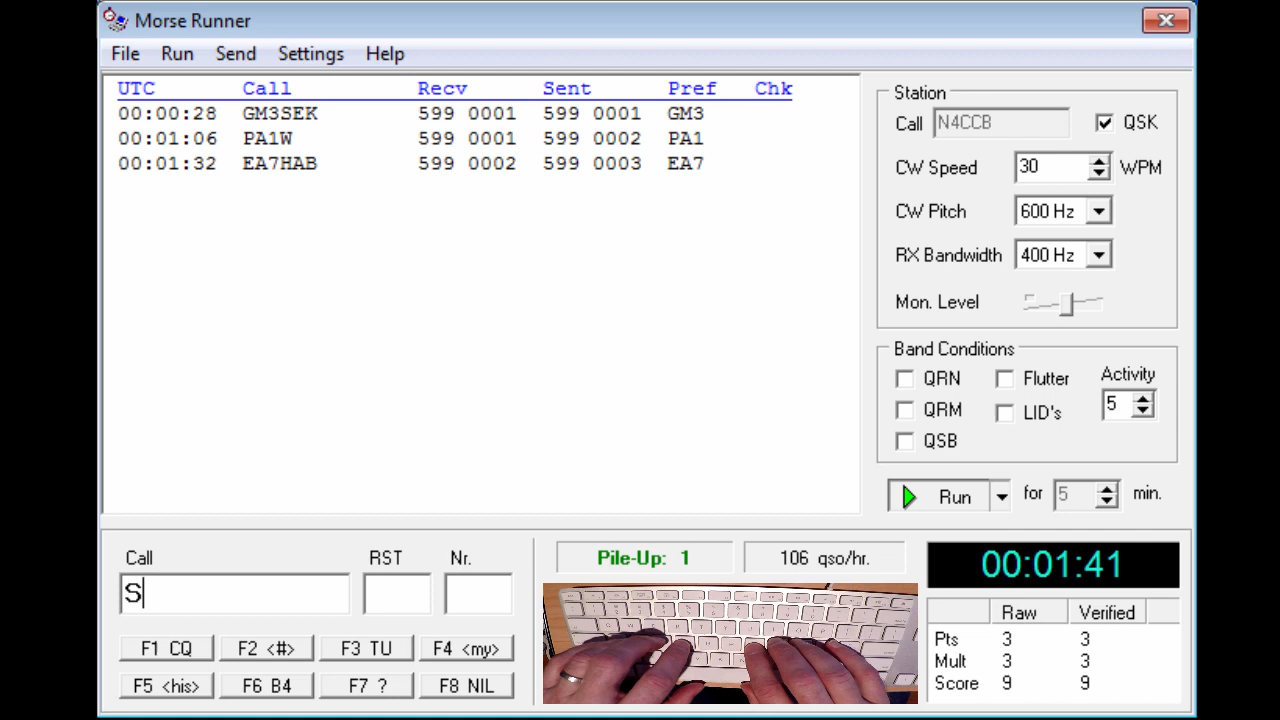 Morse Runner
File Run Send Settings Help
UTC Call Recv Sent Pref Chk
00:00:28 GM3SEK 599 0001 599 0001 GM3
00:01:06 PA1W 599 0001 599 0002 PA1
00:01:32 EA7HAB 599 0002 599 0003 EA7
Station
Call N4CCB QSK
CW Speed 30 WPM
CW Pitch 600 Hz
RX Bandwidth 400 Hz
Mon. Level
Band Conditions
QRN Flutter Activity
QRM LID's 5
QSB
Run for 5 min.
Call RST Nr.
S
F1 CQ F2 <#> F3 TU F4 <my>
F5 <his> F6 B4 F7 ? F8 NIL
Pile-Up: 1 106 qso/hr.
00:01:41
Raw Verified
Pts 3 3
Mult 3 3
Score 9 9